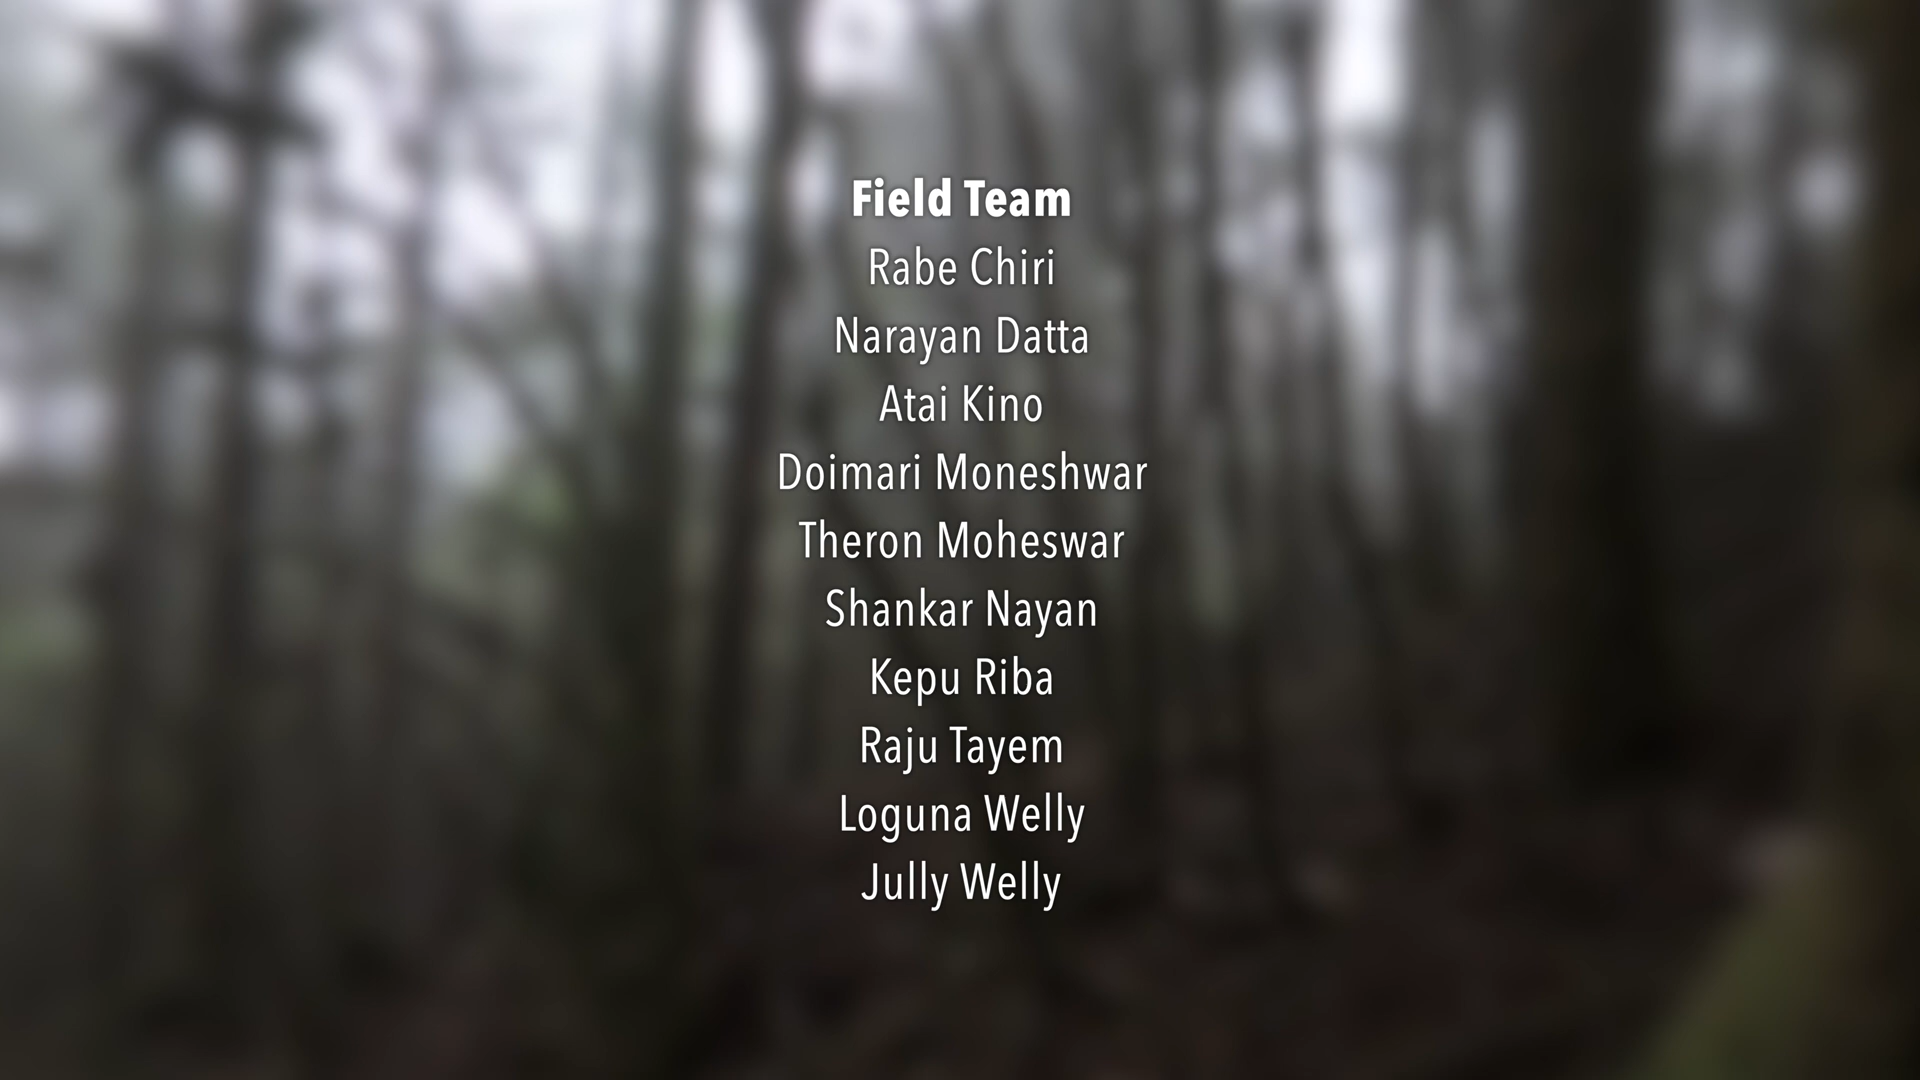 Field Team
Rabe Chiri
Narayan Datta
Atai Kino
Doimari Moneshwar
Theron Moheswar
Shankar Nayan
Kepu Riba
Raju Tayem
Loguna Welly
Jully Welly